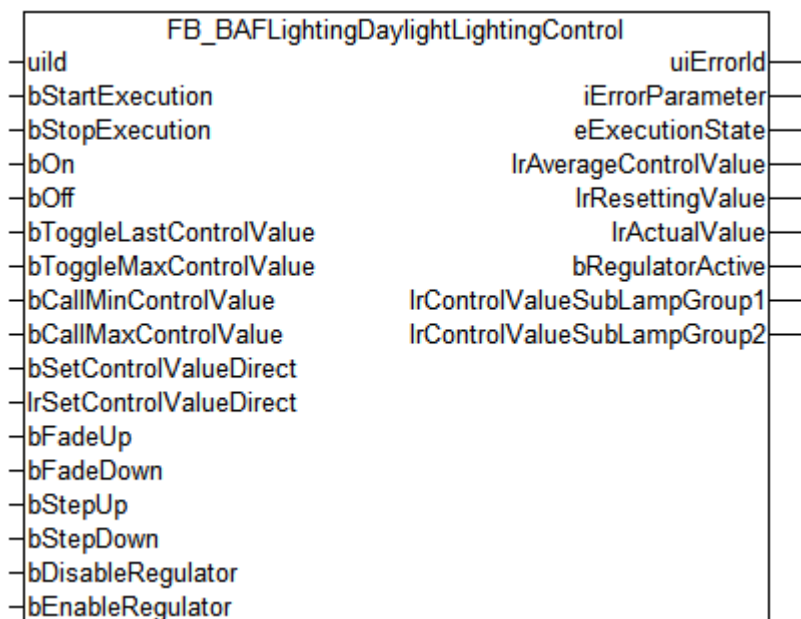 FB_BAFLightingDaylightLightingControl
uiId uiErrorId
bStartExecution iErrorParameter
bStopExecution eExecutionState
bOn lrAverageControlValue
bOff lrResettingValue
bToggleLastControlValue lrActualValue
bToggleMaxControlValue bRegulatorActive
bCallMinControlValue lrControlValueSubLampGroup1
bCallMaxControlValue lrControlValueSubLampGroup2
bSetControlValueDirect
lrSetControlValueDirect
bFadeUp
bFadeDown
bStepUp
bStepDown
bDisableRegulator
bEnableRegulator